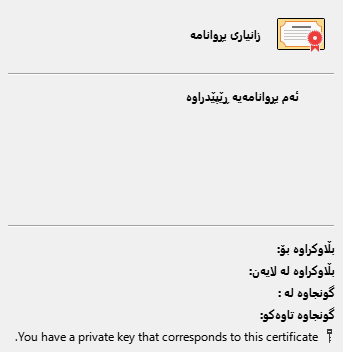 زانیاری بڕوانامە
ئەم بڕوانامەیە ڕێپێدراوە
بڵاوکراوە بۆ:
بڵاوکراوە لە لایەن:
گونجاوە لە :
گونجاوە تاوەکو:
You have a private key that corresponds to this certificate.